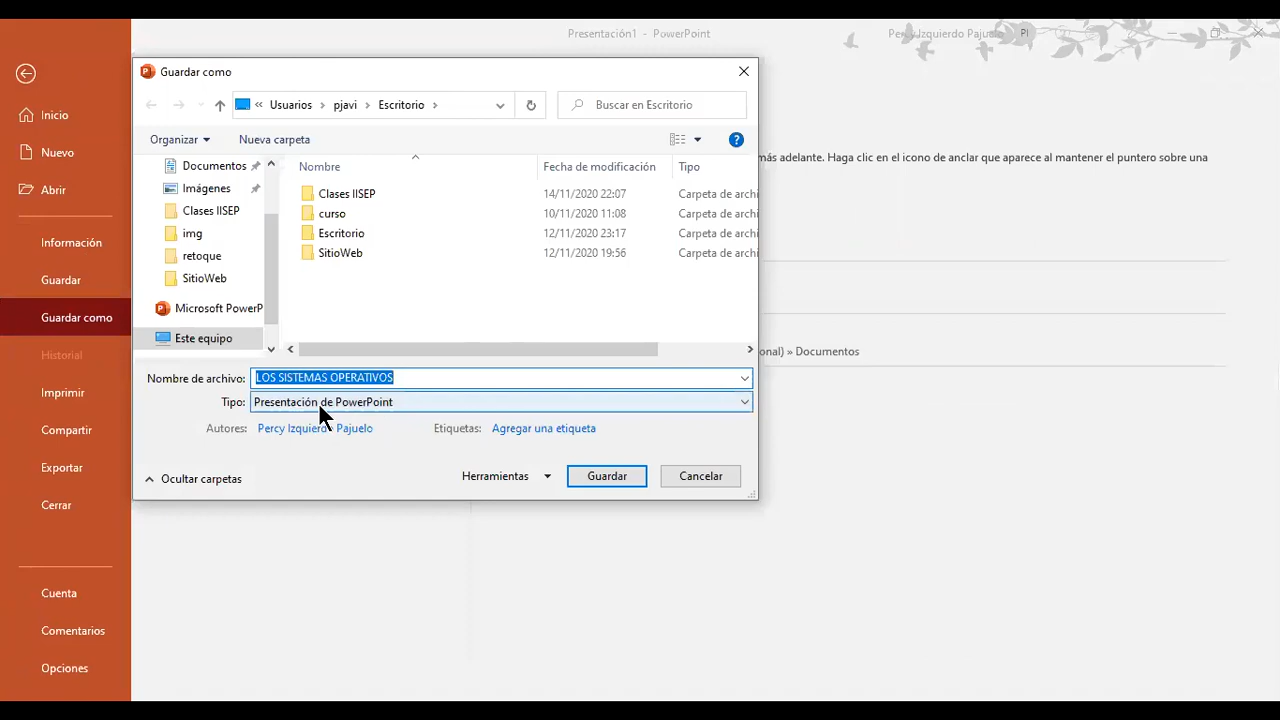 Presentación1 - PowerPoint
Percy Izquierdo Pajuelo PI
Guardar como
Inicio
Nuevo
Abrir
Información
Guardar
Guardar como
Historial
Imprimir
Compartir
Exportar
Cerrar
Cuenta
Comentarios
Opciones
« Usuarios › pjavi › Escritorio ›
Buscar en Escritorio
Organizar Nueva carpeta
Documentos
Imágenes
Clases IISEP
img
retoque
SitioWeb
Microsoft PowerP
Este equipo
Nombre Fecha de modificación Tipo
Clases IISEP 14/11/2020 22:07 Carpeta de archi
curso 10/11/2020 11:08 Carpeta de archi
Escritorio 12/11/2020 23:17 Carpeta de archi
SitioWeb 12/11/2020 19:56 Carpeta de archi
más adelante. Haga clic en el icono de anclar que aparece al mantener el puntero sobre una
onal) » Documentos
Nombre de archivo: LOS SISTEMAS OPERATIVOS
Tipo: Presentación de PowerPoint
Autores: Percy Izquierd Pajuelo Etiquetas: Agregar una etiqueta
Ocultar carpetas Herramientas Guardar Cancelar